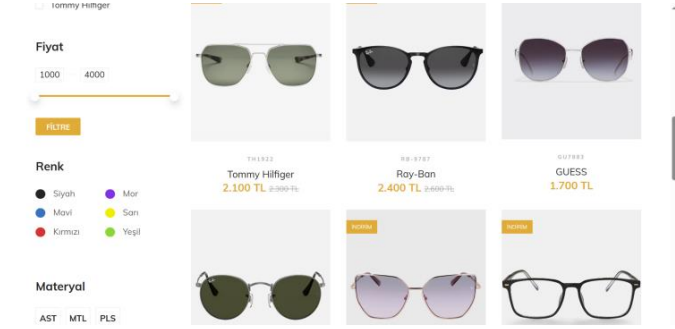 Tommy Hilfiger
Fiyat
1000 4000
FİLTRE
Renk
Siyah Mor
Mavi Sarı
Kırmızı Yeşil
Materyal
AST MTL PLS
TH1922
Tommy Hilfiger
2.100 TL 2.300 TL
Ray-Ban
2.400 TL 2.600 TL
GU7883
GUESS
1.700 TL
İNDİRİM
İNDİRİM